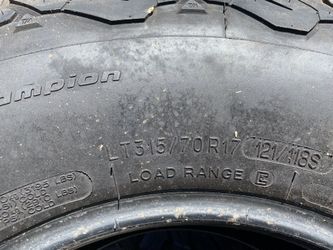 ampion
LT315/70R17 121/118S
LOAD RANGE E